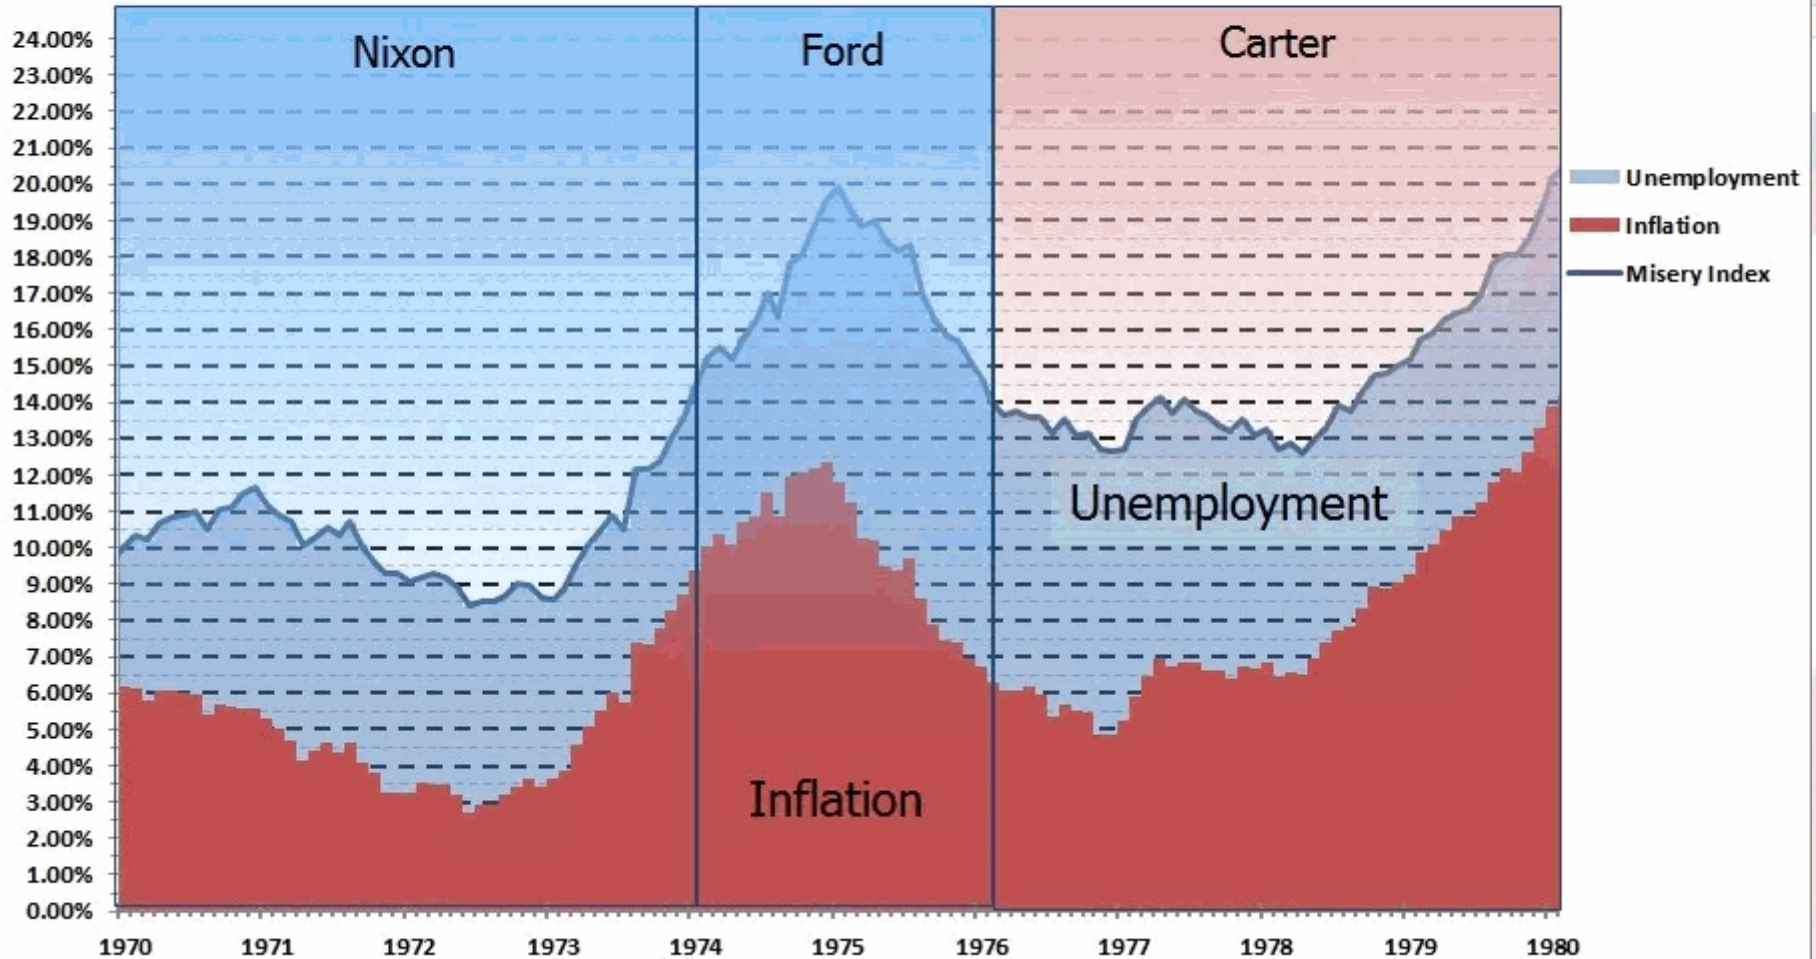 Nixon
Ford
Carter
24.00%
23.00%
22.00%
21.00%
20.00%
19.00%
18.00%
17.00%
16.00%
15.00%
14.00%
13.00%
12.00%
11.00%
10.00%
9.00%
8.00%
7.00%
6.00%
5.00%
4.00%
3.00%
2.00%
1.00%
0.00%
Unemployment
Inflation
1970 1971 1972 1973 1974 1975 1976 1977 1978 1979 1980
Unemployment
Inflation
Misery Index